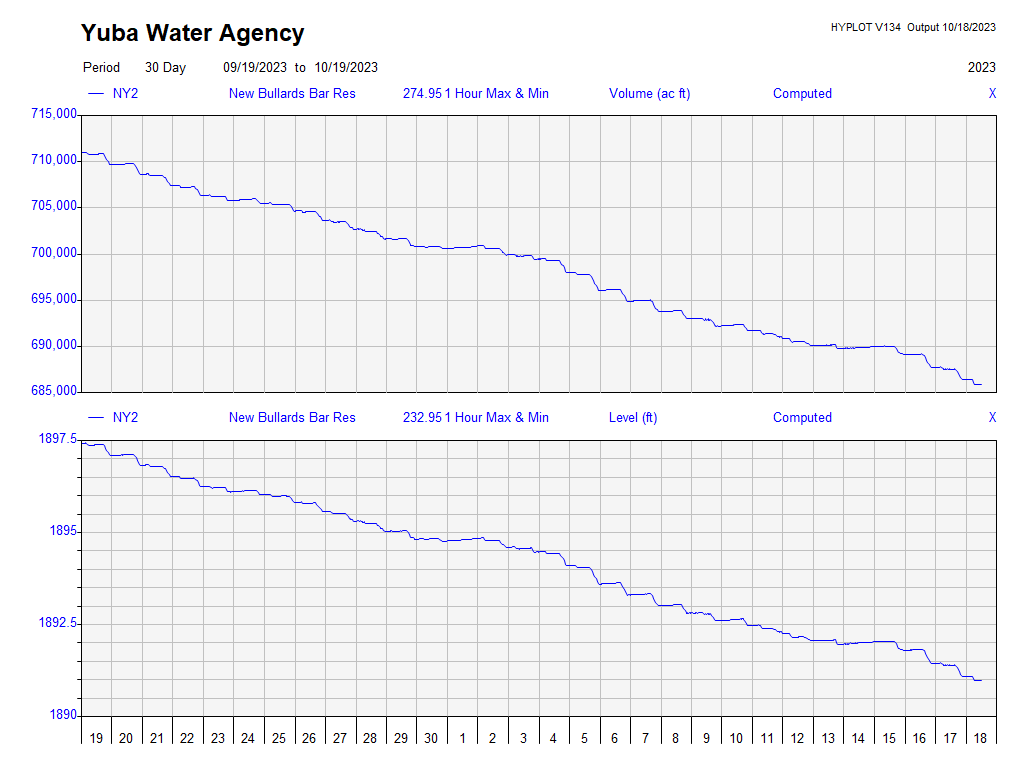 Yuba Water Agency
HYPLOT V134 Output 10/18/2023
Period 30 Day 09/19/2023 to 10/19/2023 2023
NY2 New Bullards Bar Res 274.95 1 Hour Max & Min Volume (ac ft) Computed X
715,000
710,000
705,000
700,000
695,000
690,000
685,000
NY2 New Bullards Bar Res 232.95 1 Hour Max & Min Level (ft) Computed X
1897.5
1895
1892.5
1890
19 20 21 22 23 24 25 26 27 28 29 30 1 2 3 4 5 6 7 8 9 10 11 12 13 14 15 16 17 18